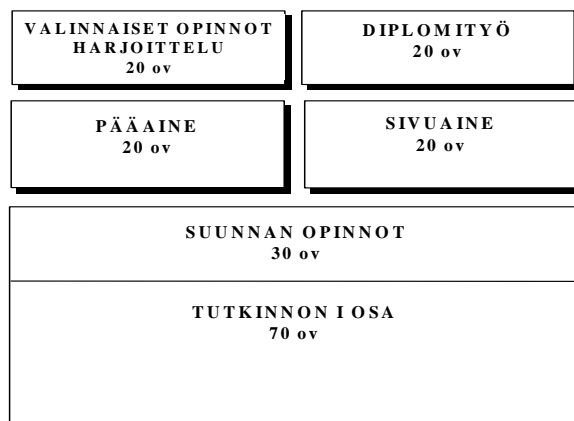 VALINNAISET OPINNOT
HARJOITTELU
20 ov
DIPLOMITYÖ
20 ov
PÄÄAINE
20 ov
SIVUAINE
20 ov
SUUNNAN OPINNOT
30 ov
TUTKINNON I OSA
70 ov